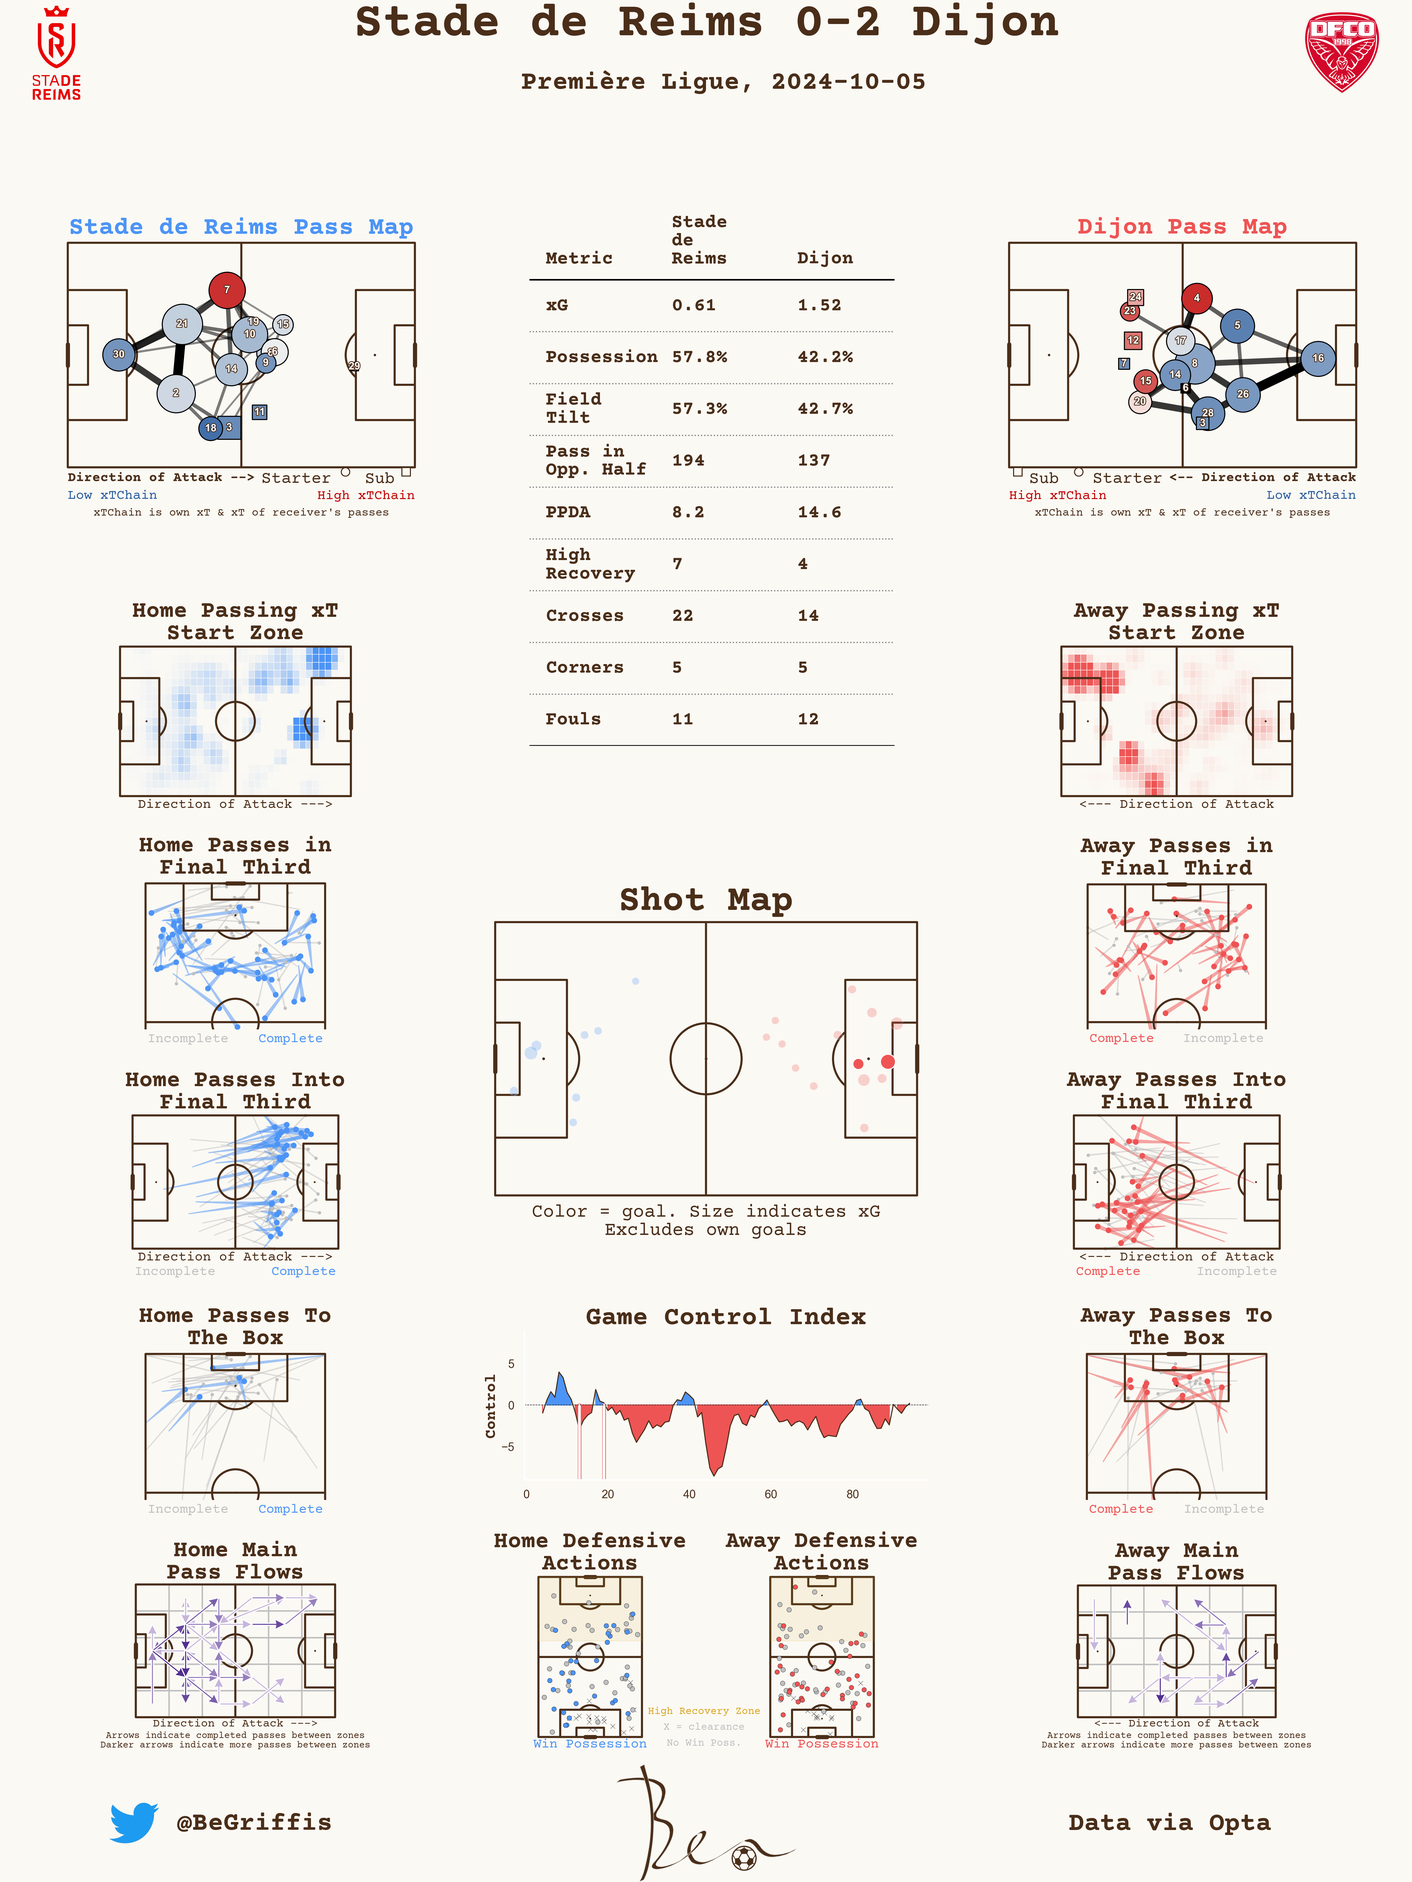 Stade de Reims 0-2 Dijon
Première Ligue, 2024-10-05
STADE
REIMS
DFCO
1998
Stade de Reims Pass Map
7
21
19
15
10
30
6
9
14
29
2
11
18
3
Direction of Attack --> Starter Sub
Low xTChain High xTChain
xTChain is own xT & xT of receiver's passes
Metric Stade de Reims Dijon
xG 0.61 1.52
Possession 57.8% 42.2%
Field Tilt 57.3% 42.7%
Pass in Opp. Half 194 137
PPDA 8.2 14.6
High Recovery 7 4
Crosses 22 14
Corners 5 5
Fouls 11 12
Dijon Pass Map
24
4
23
5
12
17
16
7
8
14
15
6
26
20
28
3
Sub Starter <-- Direction of Attack
High xTChain Low xTChain
xTChain is own xT & xT of receiver's passes
Home Passing xT
Start Zone
Direction of Attack --->
Away Passing xT
Start Zone
<--- Direction of Attack
Home Passes in
Final Third
Incomplete Complete
Away Passes in
Final Third
Complete Incomplete
Shot Map
Color = goal. Size indicates xG
Excludes own goals
Home Passes Into
Final Third
Direction of Attack --->
Incomplete Complete
Away Passes Into
Final Third
<--- Direction of Attack
Complete Incomplete
Home Passes To
The Box
Incomplete Complete
Game Control Index
Control
5
0
−5
0 20 40 60 80
Away Passes To
The Box
Complete Incomplete
Home Main
Pass Flows
Direction of Attack --->
Arrows indicate completed passes between zones
Darker arrows indicate more passes between zones
Home Defensive
Actions
Win Possession
High Recovery Zone
X = clearance
No Win Poss.
Away Defensive
Actions
Win Possession
Away Main
Pass Flows
<--- Direction of Attack
Arrows indicate completed passes between zones
Darker arrows indicate more passes between zones
@BeGriffis
Ben
Data via Opta